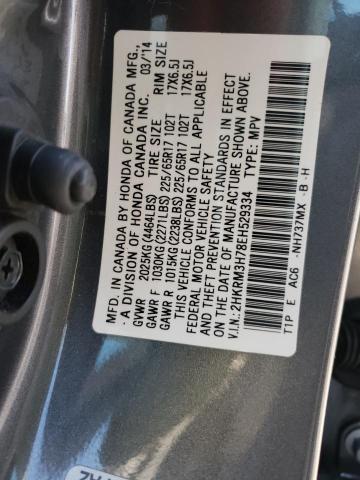 MFD. IN CANADA BY HONDA OF CANADA MFG.,
- A DIVISION OF HONDA CANADA INC. 03/14
GVWR 2025KG (4464LBS) TIRE SIZE RIM SIZE
GAWR F 1030KG (2271LBS) 225/65R17 102T 17X6.5J
GAWR R 1015KG (2238LBS) 225/65R17 102T 17X6.5J
THIS VEHICLE CONFORMS TO ALL APPLICABLE
FEDERAL MOTOR VEHICLE SAFETY
AND THEFT PREVENTION STANDARDS IN EFFECT
ON THE DATE OF MANUFACTURE SHOWN ABOVE.
V.I.N.: 2HKRM3H78EH529334 TYPE: MPV
T1P E AC6 -NH737MX -B -H